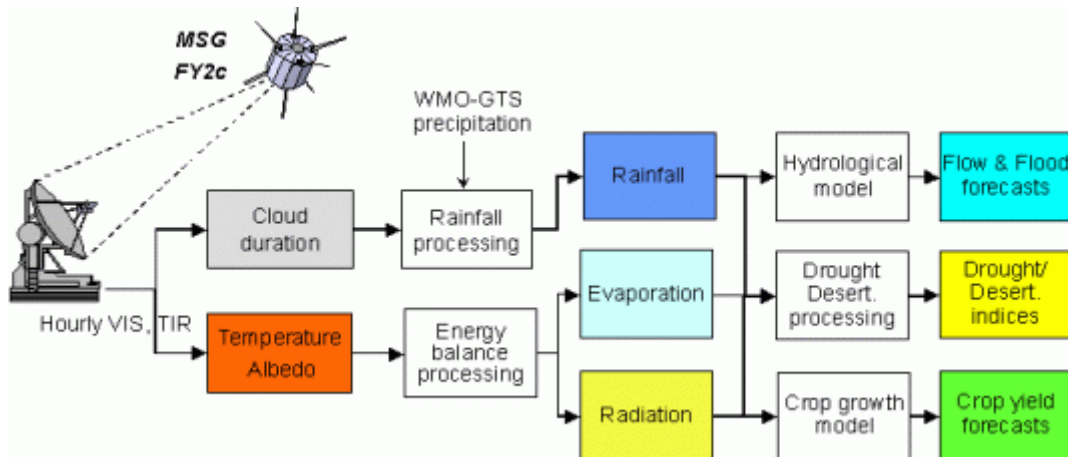 MSG
FY2c
WMO-GTS
precipitation
Cloud
duration
Rainfall
processing
Rainfall
Hydrological
model
Flow & Flood
forecasts
Hourly VIS, TIR
Temperature
Albedo
Energy
balance
processing
Evaporation
Drought
Desert.
processing
Drought/
Desert.
indices
Radiation
Crop growth
model
Crop yield
forecasts